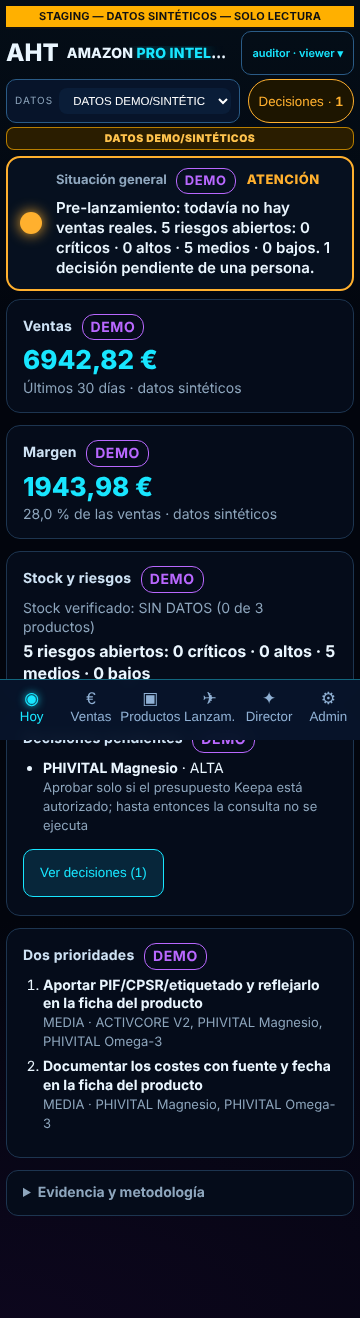 STAGING — DATOS SINTÉTICOS — SOLO LECTURA
AHT AMAZON PRO INTEL...
auditor · viewer ▾
DATOS DATOS DEMO/SINTÉTIC
Decisiones · 1
DATOS DEMO/SINTÉTICOS
Situación general DEMO ATENCIÓN
Pre-lanzamiento: todavía no hay
ventas reales. 5 riesgos abiertos: 0
críticos · 0 altos · 5 medios · 0 bajos. 1
decisión pendiente de una persona.
Ventas DEMO
6942,82 €
Últimos 30 días · datos sintéticos
Margen DEMO
1943,98 €
28,0 % de las ventas · datos sintéticos
Stock y riesgos DEMO
Stock verificado: SIN DATOS (0 de 3
productos)
5 riesgos abiertos: 0 críticos · 0 altos · 5
medios · 0 bajos
Hoy
€ Ventas
Productos
Lanzam.
Director
Admin
Decisiones pendientes DEMO
• PHIVITAL Magnesio · ALTA
Aprobar solo si el presupuesto Keepa está
autorizado; hasta entonces la consulta no se
ejecuta
Ver decisiones (1)
Dos prioridades DEMO
1. Aportar PIF/CPSR/etiquetado y reflejarlo
en la ficha del producto
MEDIA · ACTIVCORE V2, PHIVITAL Magnesio,
PHIVITAL Omega-3
2. Documentar los costes con fuente y fecha
en la ficha del producto
MEDIA · PHIVITAL Magnesio, PHIVITAL Omega-
3
▶ Evidencia y metodología